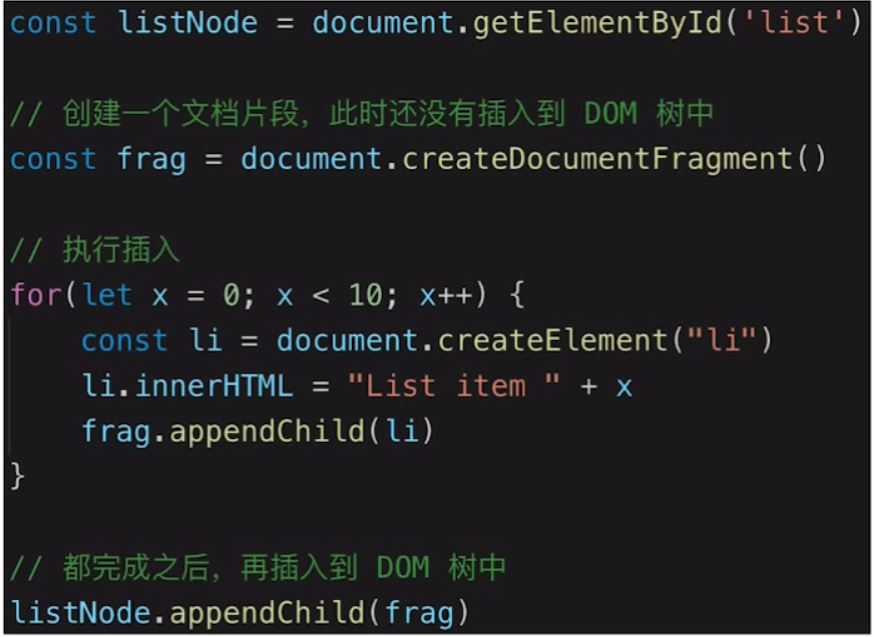 const listNode = document.getElementById('list')
// 创建一个文档片段，此时还没有插入到 DOM 树中
const frag = document.createDocumentFragment()
// 执行插入
for(let x = 0; x < 10; x++) {
    const li = document.createElement("li")
    li.innerHTML = "List item " + x
    frag.appendChild(li)
}
// 都完成之后，再插入到 DOM 树中
listNode.appendChild(frag)